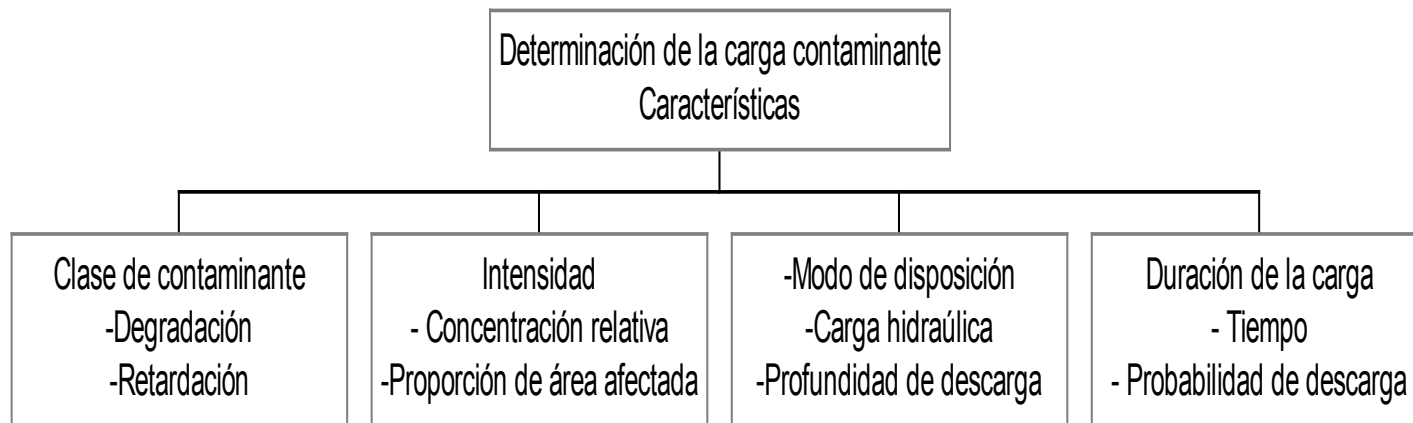 Determinación de la carga contaminante
Características
Clase de contaminante
-Degradación
-Retardación
Intensidad
- Concentración relativa
-Proporción de área afectada
-Modo de disposición
-Carga hidraúlica
-Profundidad de descarga
Duración de la carga
- Tiempo
- Probabilidad de descarga